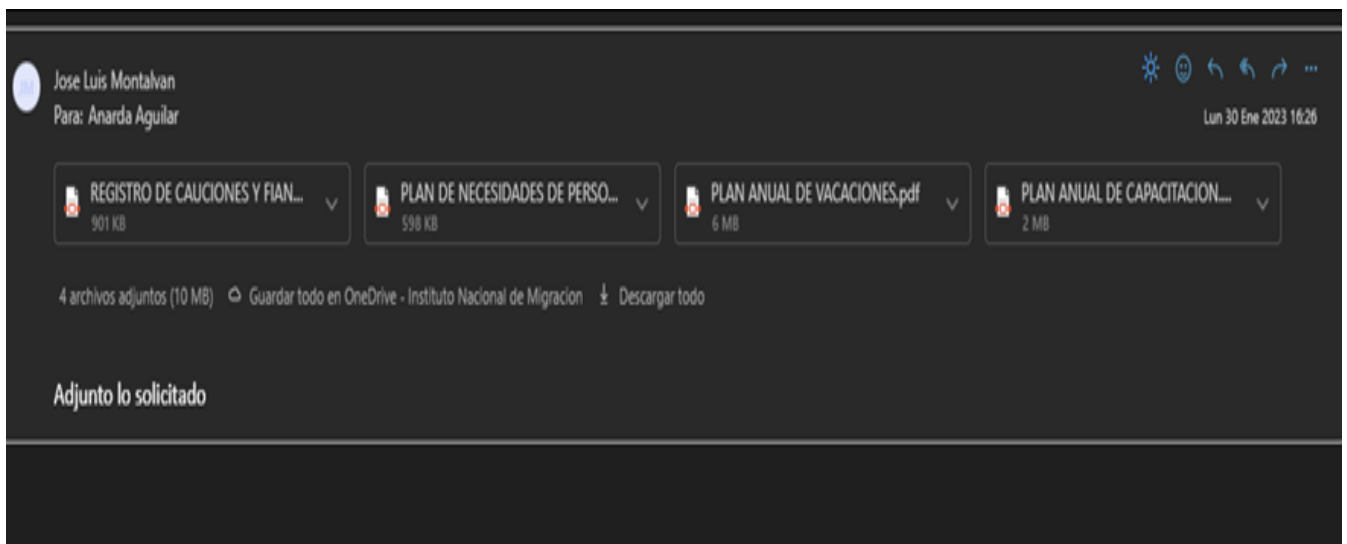 Jose Luis Montalvan
Para: Anarda Aguilar
Lun 30 Ene 2023 16:26
REGISTRO DE CAUCIONES Y FIAN...
901 KB
PLAN DE NECESIDADES DE PERSO...
598 KB
PLAN ANUAL DE VACACIONES.pdf
6 MB
PLAN ANUAL DE CAPACITACION....
2 MB
4 archivos adjuntos (10 MB) Guardar todo en OneDrive - Instituto Nacional de Migracion Descargar todo
Adjunto lo solicitado